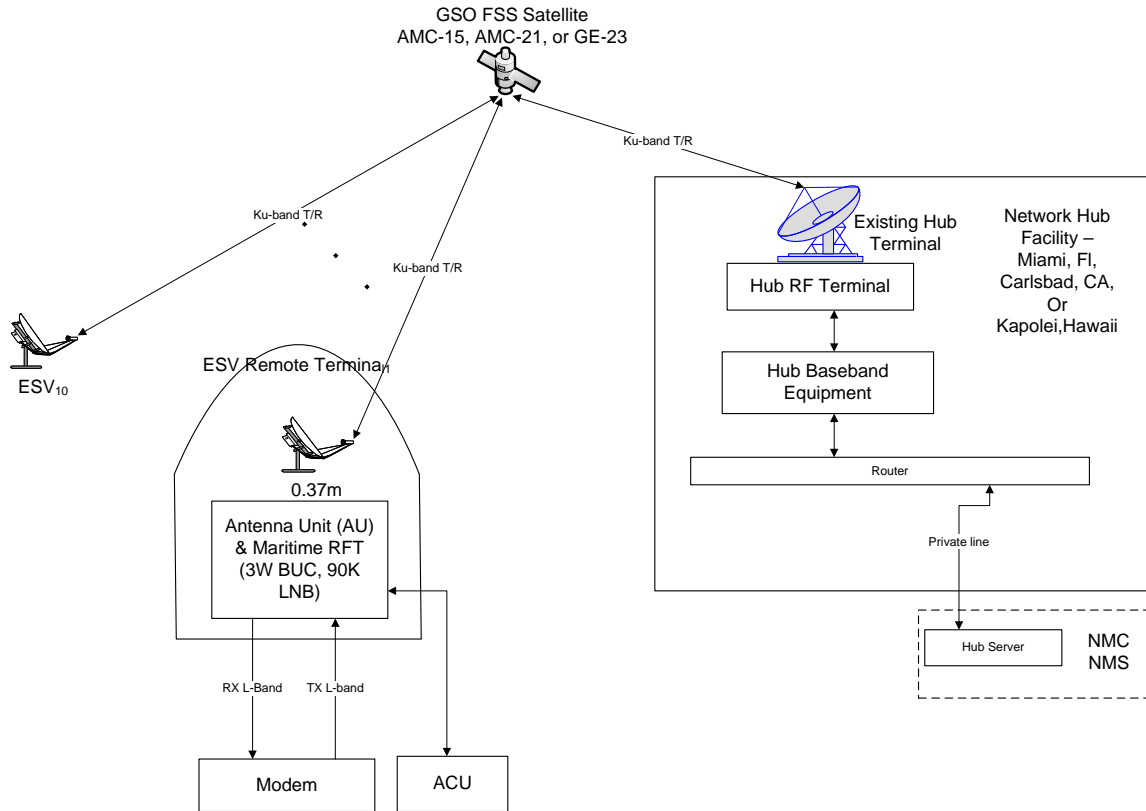 GSO FSS Satellite
AMC-15, AMC-21, or GE-23
Ku-band T/R
Ku-band T/R
Ku-band T/R
Existing Hub
Terminal
Network Hub
Facility –
Miami, Fl,
Carlsbad, CA,
Or
Kapolei,Hawaii
Hub RF Terminal
Hub Baseband
Equipment
Router
Private line
Hub Server
NMC
NMS
ESV10
ESV Remote Terminal1
0.37m
Antenna Unit (AU)
& Maritime RFT
(3W BUC, 90K
LNB)
RX L-Band
TX L-band
Modem
ACU